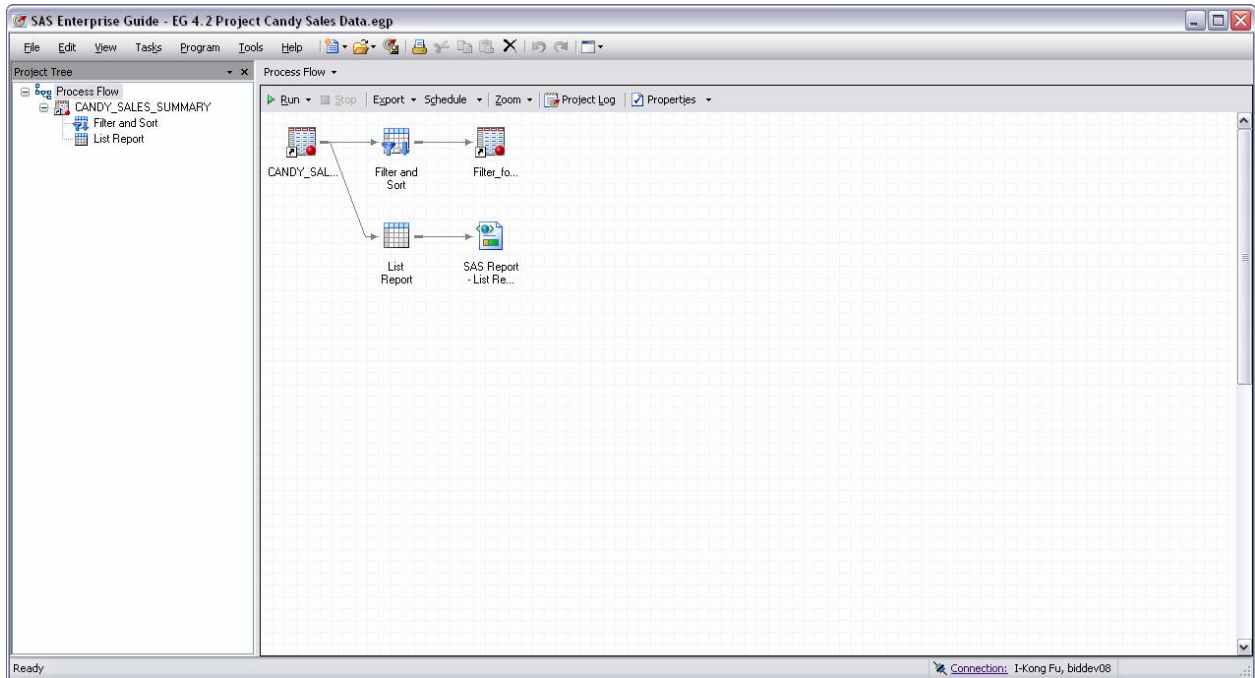 SAS Enterprise Guide - EG 4.2 Project Candy Sales Data.egp
File Edit View Tasks Program Tools Help
Project Tree
Process Flow
CANDY_SALES_SUMMARY
Filter and Sort
List Report
Process Flow
Run Stop Export Schedule Zoom Project Log Properties
CANDY_SAL...
Filter and
Sort
Filter_fo...
List
Report
SAS Report
- List Re...
Ready
Connection: I-Kong Fu, biddev08